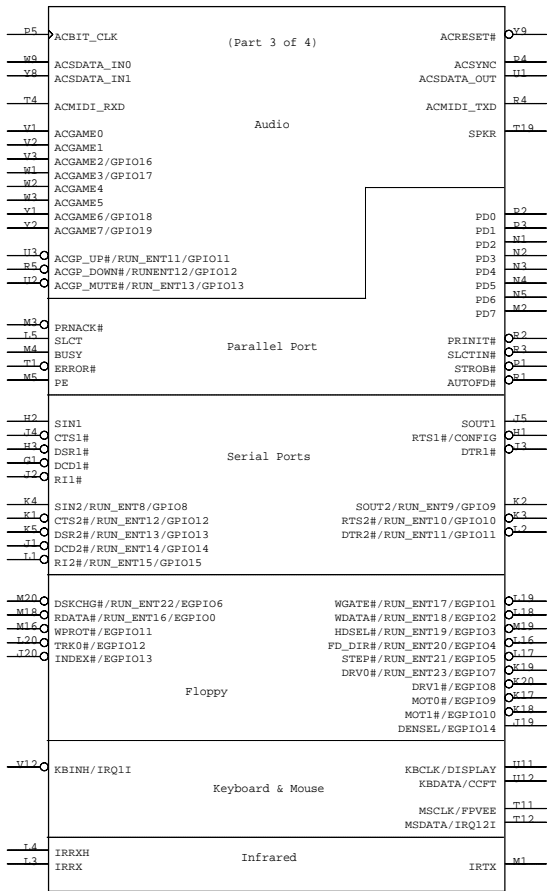 (Part 3 of 4)
P5 ACBIT_CLK ACRESET# Y9
W9 ACSDATA_IN0 ACSYNC P4
Y8 ACSDATA_IN1 ACSDATA_OUT U1
T4 ACMIDI_RXD ACMIDI_TXD R4
Audio
V1 ACGAME0 SPKR T19
V2 ACGAME1
V3 ACGAME2/GPIO16
W1 ACGAME3/GPIO17
W2 ACGAME4
W3 ACGAME5
Y1 ACGAME6/GPIO18 PD0 P2
Y2 ACGAME7/GPIO19 PD1 P3
PD2 N1
U3 ACGP_UP#/RUN_ENT11/GPIO11 PD3 N2
R5 ACGP_DOWN#/RUNENT12/GPIO12 PD4 N3
U2 ACGP_MUTE#/RUN_ENT13/GPIO13 PD5 N4
PD6 N5
PD7 M2
M3 PRNACK#
L5 SLCT PRINIT# R2
Parallel Port
M4 BUSY SLCTIN# R3
T1 ERROR# STROB# P1
M5 PE AUTOFD# R1
H2 SIN1 SOUT1 J5
J4 CTS1# RTS1#/CONFIG H1
H3 DSR1# DTR1# J3
Serial Ports
G1 DCD1#
J2 RI1#
K4 SIN2/RUN_ENT8/GPIO8 SOUT2/RUN_ENT9/GPIO9 K2
K1 CTS2#/RUN_ENT12/GPIO12 RTS2#/RUN_ENT10/GPIO10 K3
K5 DSR2#/RUN_ENT13/GPIO13 DTR2#/RUN_ENT11/GPIO11 L2
J1 DCD2#/RUN_ENT14/GPIO14
L1 RI2#/RUN_ENT15/GPIO15
M20 DSKCHG#/RUN_ENT22/EGPIO6 WGATE#/RUN_ENT17/EGPIO1 L19
M18 RDATA#/RUN_ENT16/EGPIO0 WDATA#/RUN_ENT18/EGPIO2 L18
M16 WPROT#/EGPIO11 HDSEL#/RUN_ENT19/EGPIO3 M19
L20 TRK0#/EGPIO12 FD_DIR#/RUN_ENT20/EGPIO4 L16
J20 INDEX#/EGPIO13 STEP#/RUN_ENT21/EGPIO5 L17
DRV0#/RUN_ENT23/EGPIO7 K19
DRV1#/EGPIO8 K20
Floppy
MOT0#/EGPIO9 K17
MOT1#/EGPIO10 K18
DENSEL/EGPIO14 J19
V12 KBINH/IRQ1I KBCLK/DISPLAY U11
KBDATA/CCFT U12
Keyboard & Mouse
MSCLK/FPVEE T11
MSDATA/IRQ12I T12
L4 IRRXH
Infrared
L3 IRRX IRTX M1